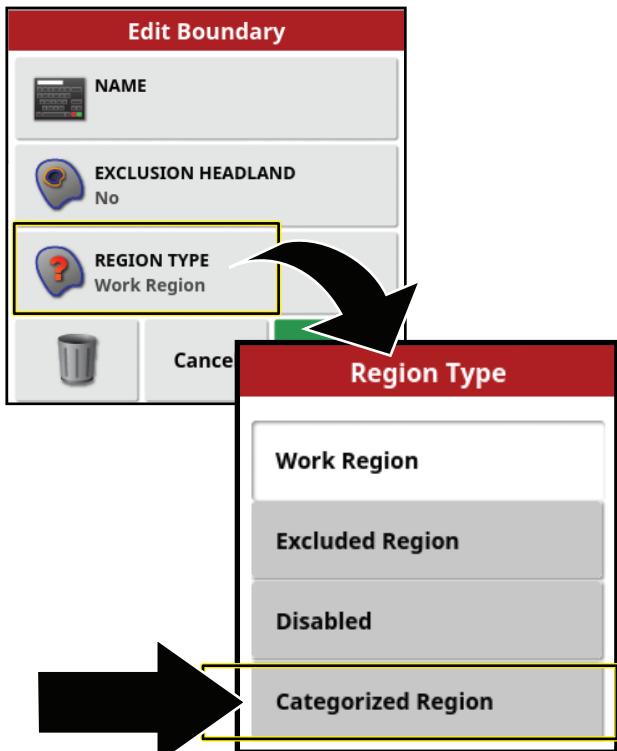 Edit Boundary
NAME
EXCLUSION HEADLAND
No
REGION TYPE
Work Region
Cance
Region Type
Work Region
Excluded Region
Disabled
Categorized Region